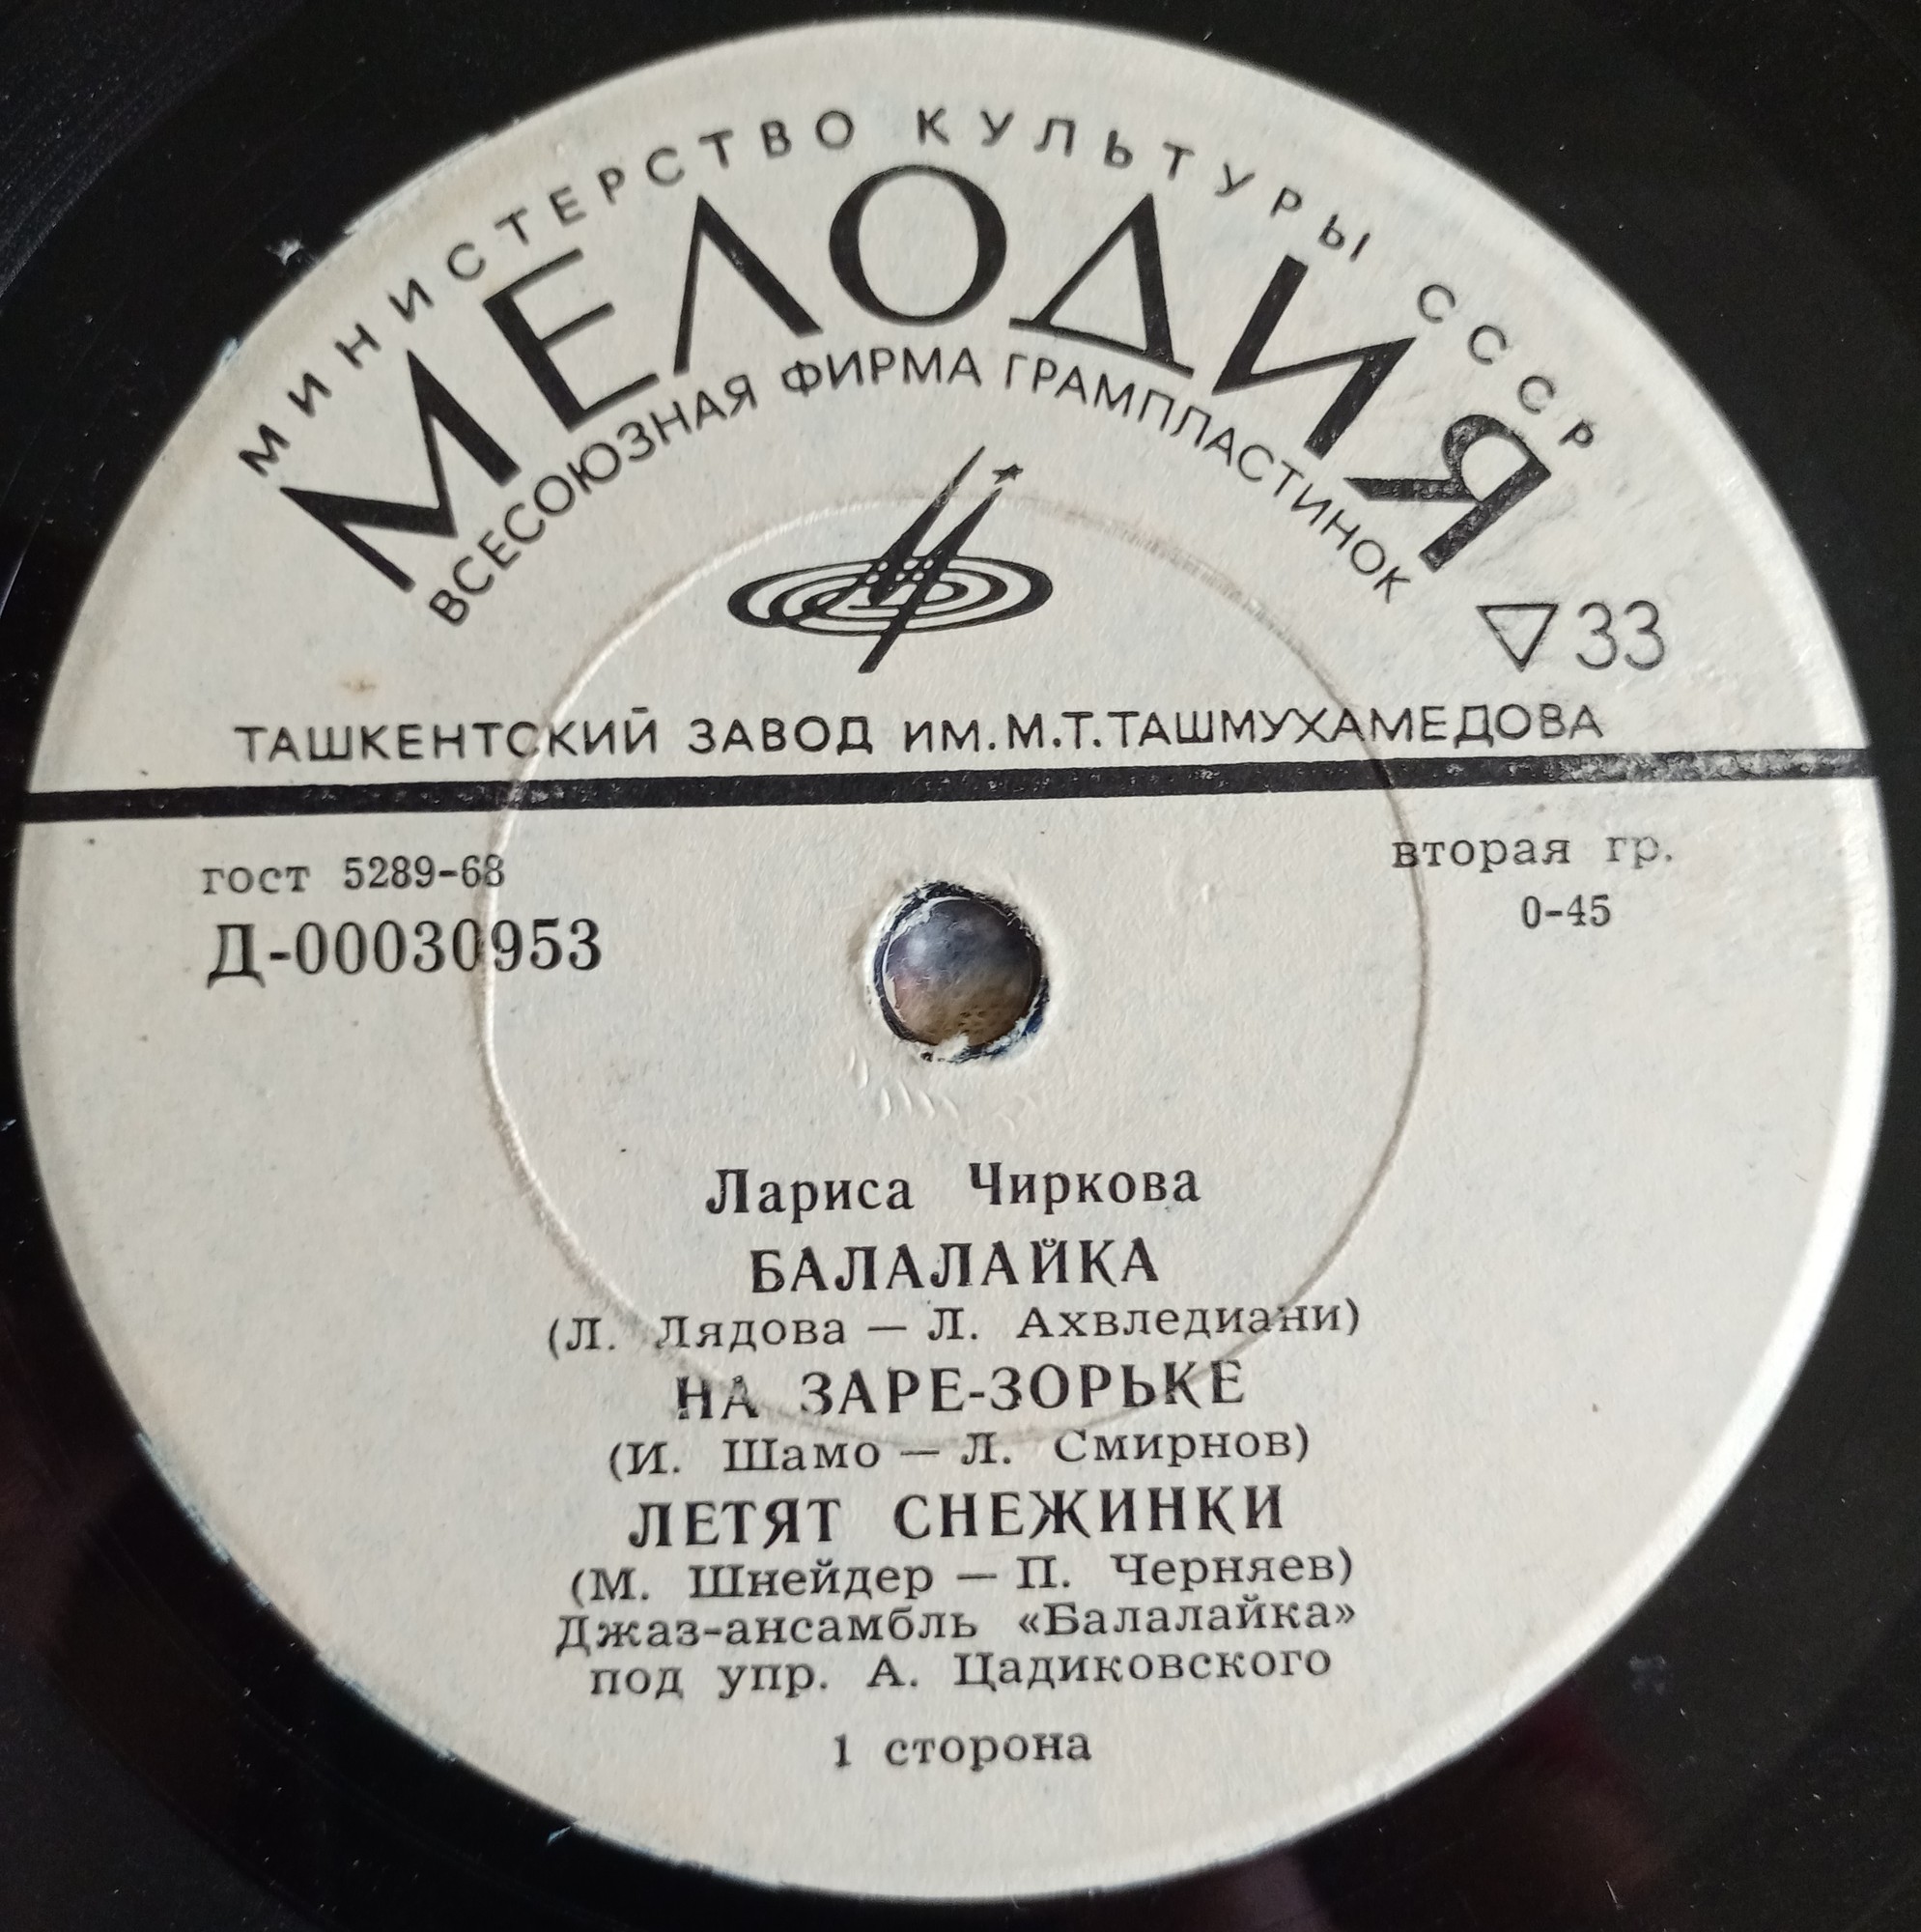 МИНИСТЕРСТВО КУЛЬТУРЫ СССР
МЕЛОДИЯ
ВСЕСОЮЗНАЯ ФИРМА ГРАМПЛАСТИНОК
33
ТАШКЕНТСКИЙ ЗАВОД ИМ. М.Т. ТАШМУХАМЕДОВА
гост 5289-68
вторая гр.
Д-00030953
0-45
Лариса Чиркова
БАЛАЛАЙКА
(Л. Лядова — Л. Ахвледиани)
НА ЗАРЕ-ЗОРЬКЕ
(И. Шамо — Л. Смирнов)
ЛЕТЯТ СНЕЖИНКИ
(М. Шнейдер — П. Черняев)
Джаз-ансамбль «Балалайка»
под упр. А. Цадиковского
1 сторона